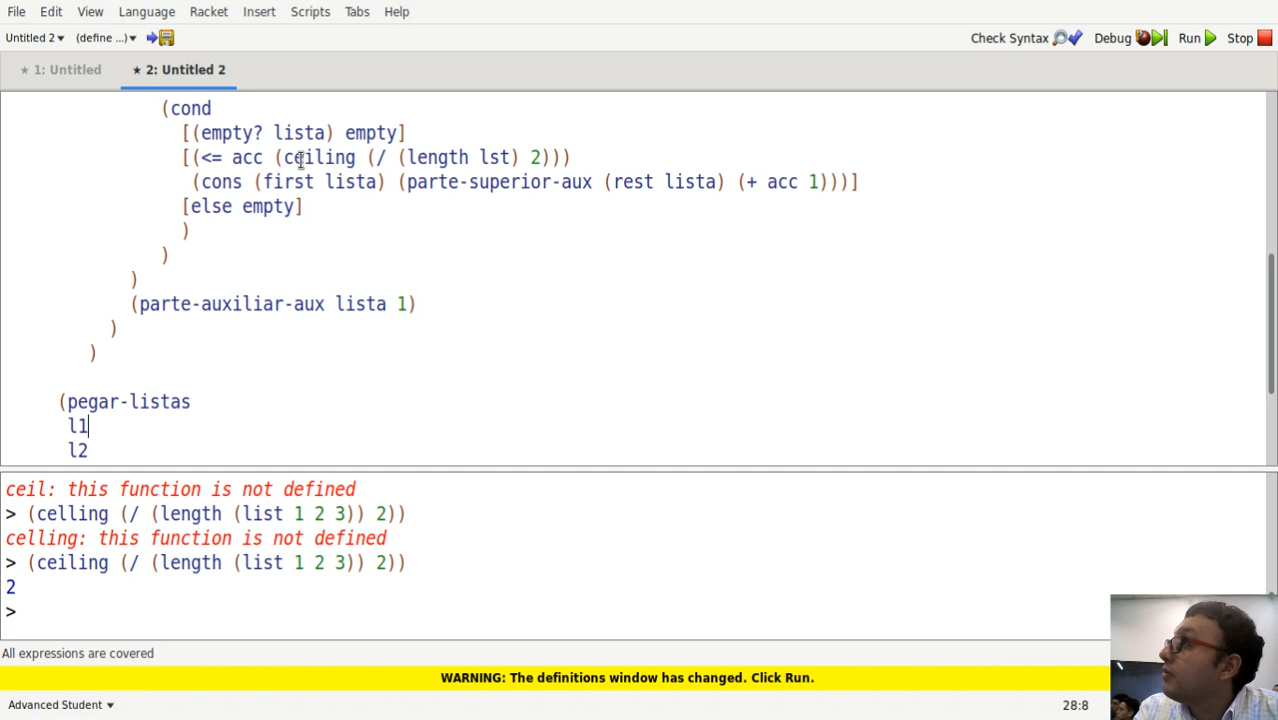 File Edit View Language Racket Insert Scripts Tabs Help
Untitled 2 (define ...) Check Syntax Debug Run Stop
★ 1: Untitled ★ 2: Untitled 2
(cond
[(empty? lista) empty]
[(<= acc (ceiling (/ (length lst) 2)))
(cons (first lista) (parte-superior-aux (rest lista) (+ acc 1)))]
[else empty]
)
)
)
(parte-auxiliar-aux lista 1)
)
)
(pegar-listas
l1
l2
ceil: this function is not defined
> (celling (/ (length (list 1 2 3)) 2))
celling: this function is not defined
> (ceiling (/ (length (list 1 2 3)) 2))
2
>
All expressions are covered
WARNING: The definitions window has changed. Click Run.
Advanced Student 28:8